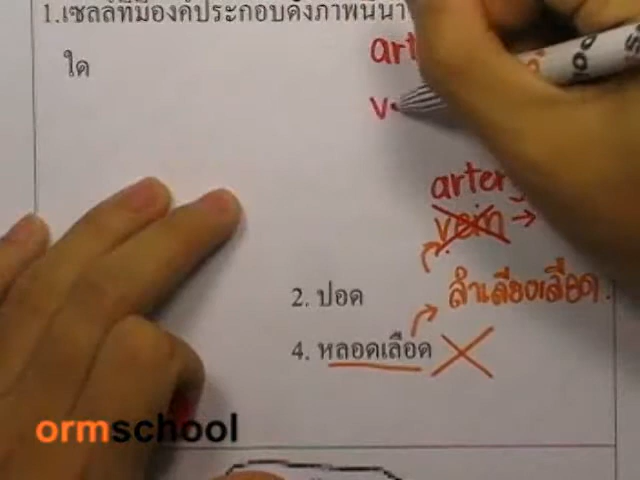 1.เซลล์ที่มีองค์ประกอบดังภาพนี้น่า
ใด
art
v
artery
vein →
2. ปอด
ลำเลียงเลือด.
4. หลอดเลือด
ormschool